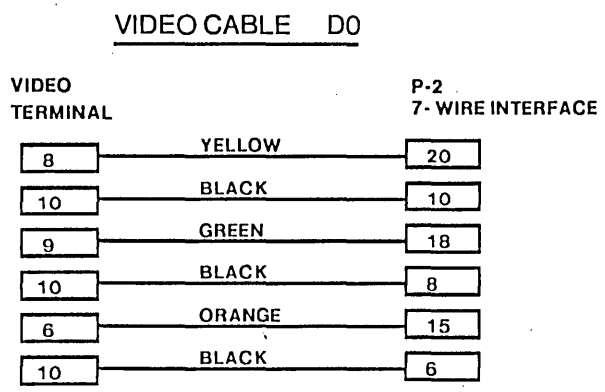 VIDEO CABLE D0
VIDEO
TERMINAL
P-2
7- WIRE INTERFACE
8 YELLOW 20
10 BLACK 10
9 GREEN 18
10 BLACK 8
6 ORANGE 15
10 BLACK 6